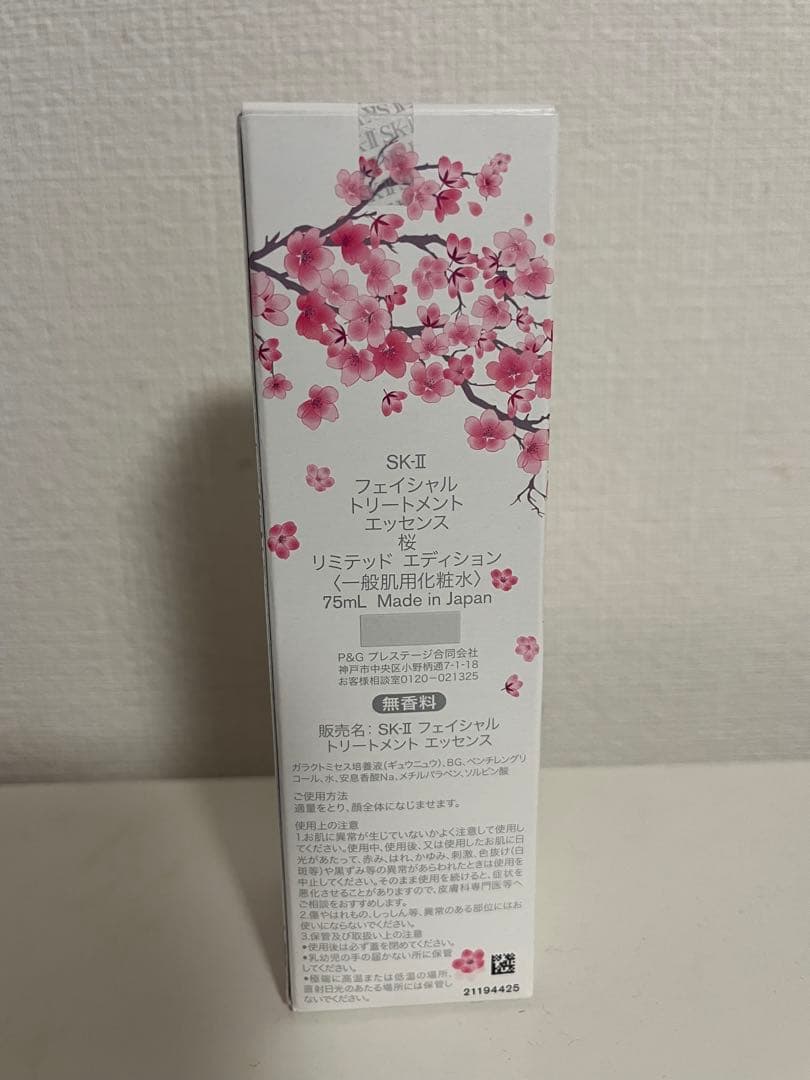 SK-II
SK-II
フェイシャル
トリートメント
エッセンス
桜
リミテッド エディション
〈一般肌用化粧水〉
75mL Made in Japan
P&G プレステージ合同会社
神戸市中央区小野柄通7-1-18
お客様相談室0120-021325
無香料
販売名: SK-II フェイシャル
トリートメント エッセンス
ガラクトミセス培養液(ギュウニュウ)、BG、ペンチレングリ
コール、水、安息香酸Na、メチルパラベン、ソルビン酸
ご使用方法
適量をとり、顔全体になじませます。
使用上の注意
1.お肌に異常が生じていないかよく注意して使用し
てください。使用中、使用後、又は使用したお肌に日
光があたって、赤み、はれ、かゆみ、刺激、色抜け(白
斑等)や黒ずみ等の異常があらわれたときは使用を
中止してください。そのまま使用を続けると、症状を
悪化させることがありますので、皮膚科専門医等へ
ご相談をおすすめします。
2.傷やはれもの、しっしん等、異常のある部位にはお
使いにならないでください。
3.保管及び取扱い上の注意
•使用後は必ず蓋を閉めてください。
•乳幼児の手の届かない所に保管
してください。
•極端に高温または低温の場所、
直射日光のあたる場所には保管し
ないでください。
21194425